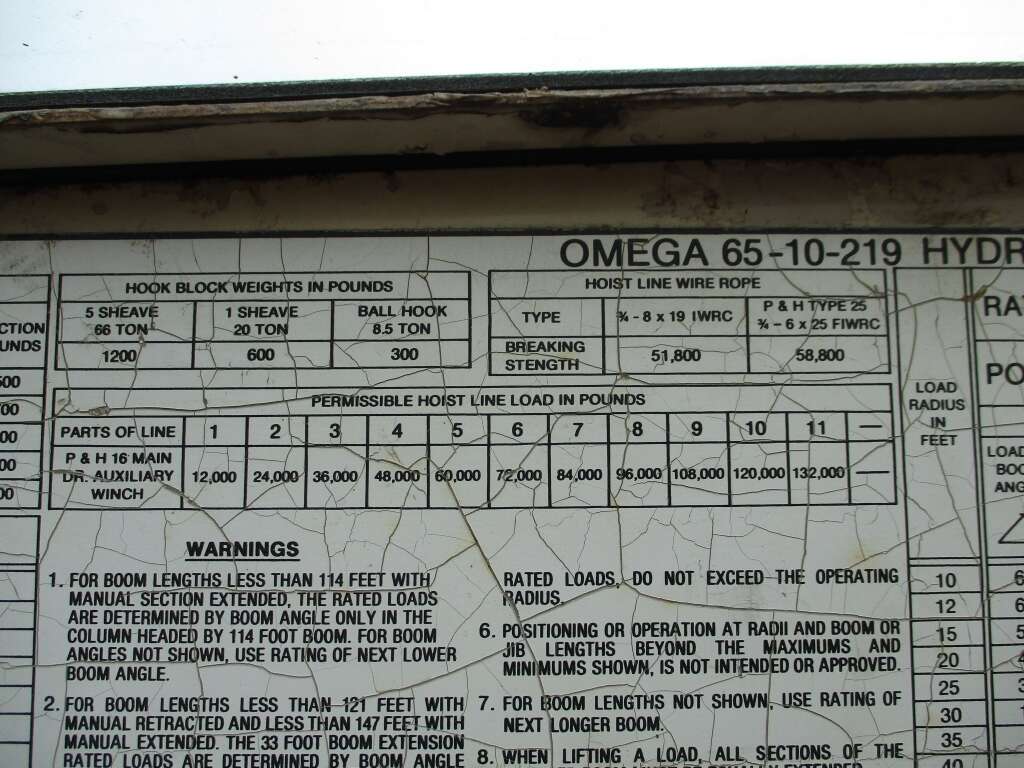 OMEGA 65-10-219 HYDR
HOOK BLOCK WEIGHTS IN POUNDS
5 SHEAVE 66 TON 1 SHEAVE 20 TON BALL HOOK 8.5 TON
1200 600 300
HOIST LINE WIRE ROPE
TYPE ¾ - 8 x 19 IWRC P & H TYPE 25 ¾ - 6 x 25 FIWRC
BREAKING STENGTH 51,800 58,800
PERMISSIBLE HOIST LINE LOAD IN POUNDS
PARTS OF LINE 1 2 3 4 5 6 7 8 9 10 11 —
P & H 16 MAIN DR. AUXILIARY WINCH 12,000 24,000 36,000 48,000 60,000 72,000 84,000 96,000 108,000 120,000 132,000 —
WARNINGS
1. FOR BOOM LENGTHS LESS THAN 114 FEET WITH
MANUAL SECTION EXTENDED, THE RATED LOADS
ARE DETERMINED BY BOOM ANGLE ONLY IN THE
COLUMN HEADED BY 114 FOOT BOOM. FOR BOOM
ANGLES NOT SHOWN, USE RATING OF NEXT LOWER
BOOM ANGLE.
2. FOR BOOM LENGTHS LESS THAN 121 FEET WITH
MANUAL RETRACTED AND LESS THAN 147 FEET WITH
MANUAL EXTENDED. THE 33 FOOT BOOM EXTENSION
RATED LOADS ARE DETERMINED BY BOOM ANGLE
RATED LOADS, DO NOT EXCEED THE OPERATING
RADIUS.
6. POSITIONING OR OPERATION AT RADII AND BOOM OR
JIB LENGTHS BEYOND THE MAXIMUMS AND
MINIMUMS SHOWN, IS NOT INTENDED OR APPROVED.
7. FOR BOOM LENGTHS NOT SHOWN, USE RATING OF
NEXT LONGER BOOM.
8. WHEN LIFTING A LOAD, ALL SECTIONS OF THE
LOAD
RADIUS
IN
FEET
10
12
15
20
25
30
35
40
CTION
UNDS
500
00
00
00
00
RA
PO
LOAD
BOO
ANG